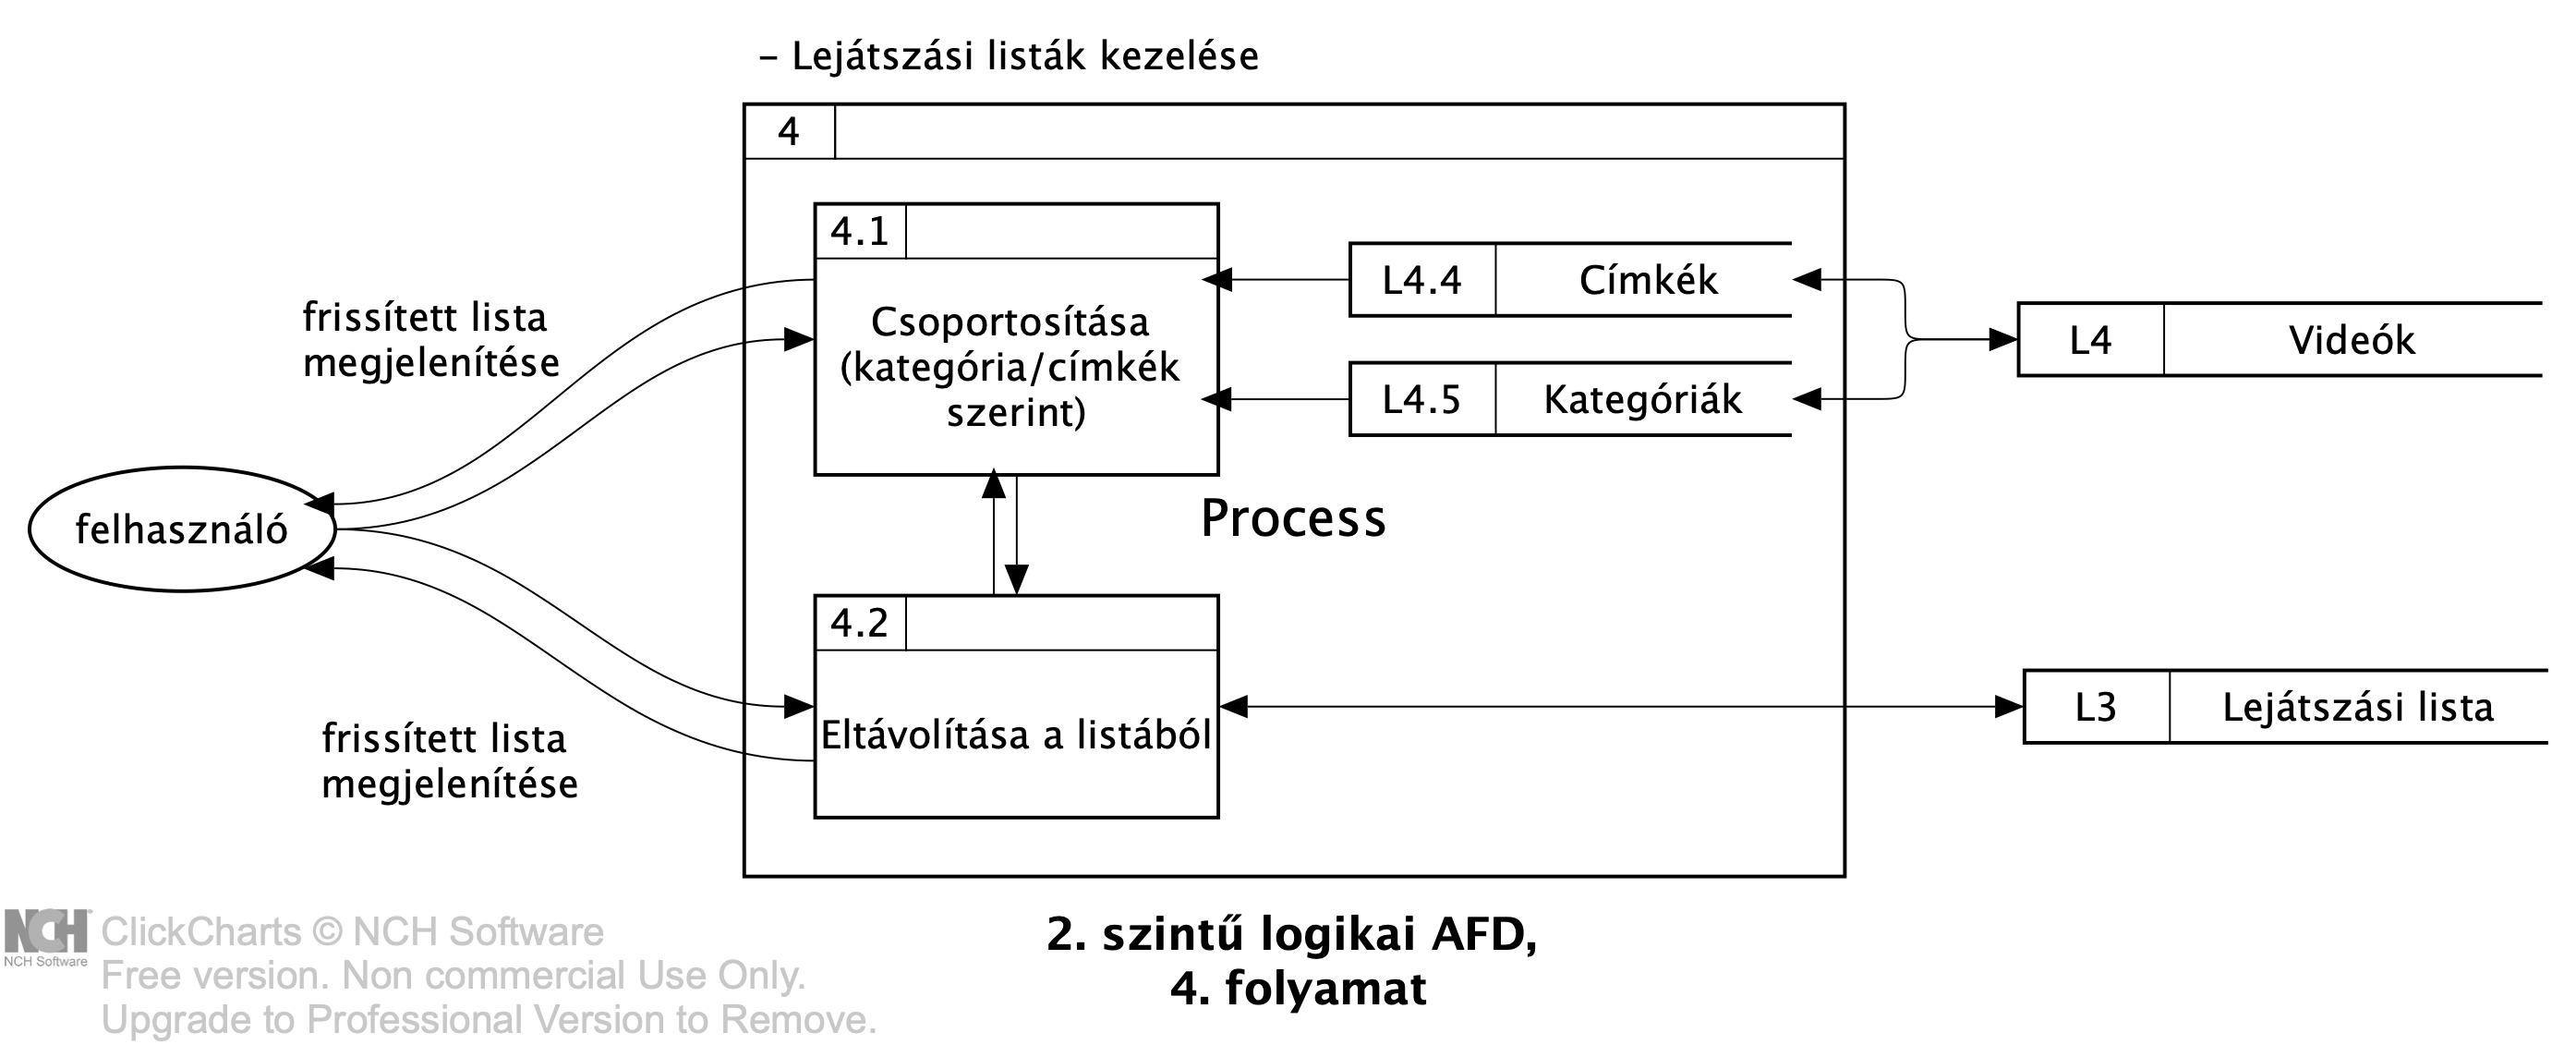 – Lejátszási listák kezelése
4
4.1
Csoportosítása
(kategória/címkék
szerint)
L4.4
Címkék
L4.5
Kategóriák
L4
Videók
frissített lista
megjelenítése
felhasználó
Process
4.2
Eltávolítása a listából
L3
Lejátszási lista
frissített lista
megjelenítése
2. szintű logikai AFD,
4. folyamat
NCH
NCH Software
ClickCharts © NCH Software
Free version. Non commercial Use Only.
Upgrade to Professional Version to Remove.